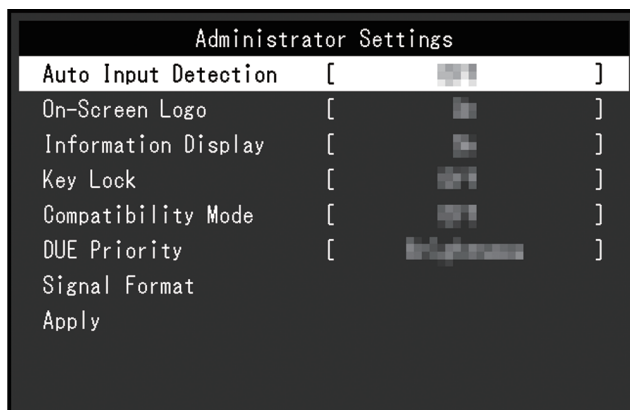 Administrator Settings
Auto Input Detection [ ]
On-Screen Logo [ ]
Information Display [ ]
Key Lock [ ]
Compatibility Mode [ ]
DUE Priority [ ]
Signal Format
Apply